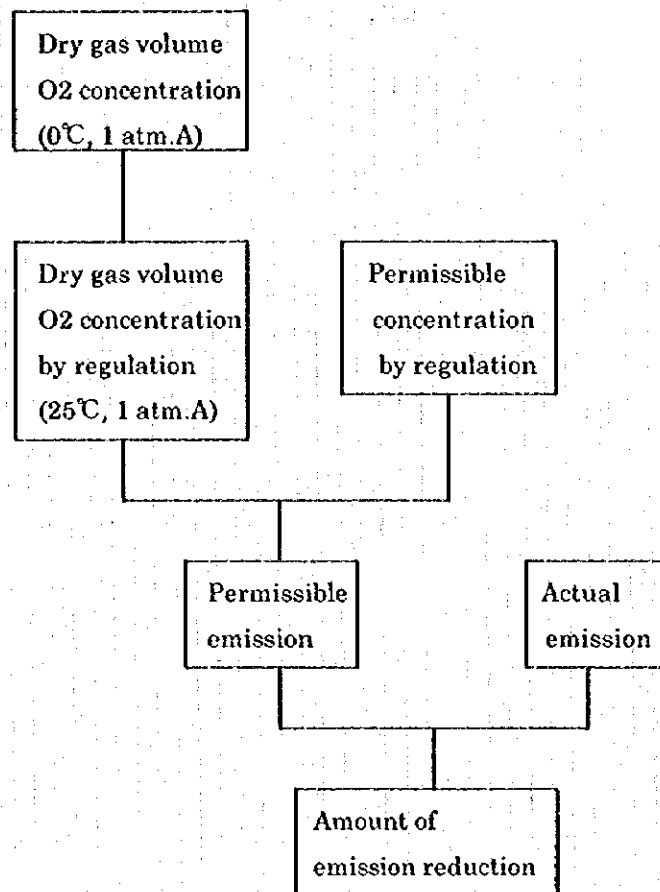 Dry gas volume
O2 concentration
(0℃, 1 atm.A)
Dry gas volume
O2 concentration
by regulation
(25℃, 1 atm.A)
Permissible
concentration
by regulation
Permissible
emission
Actual
emission
Amount of
emission reduction